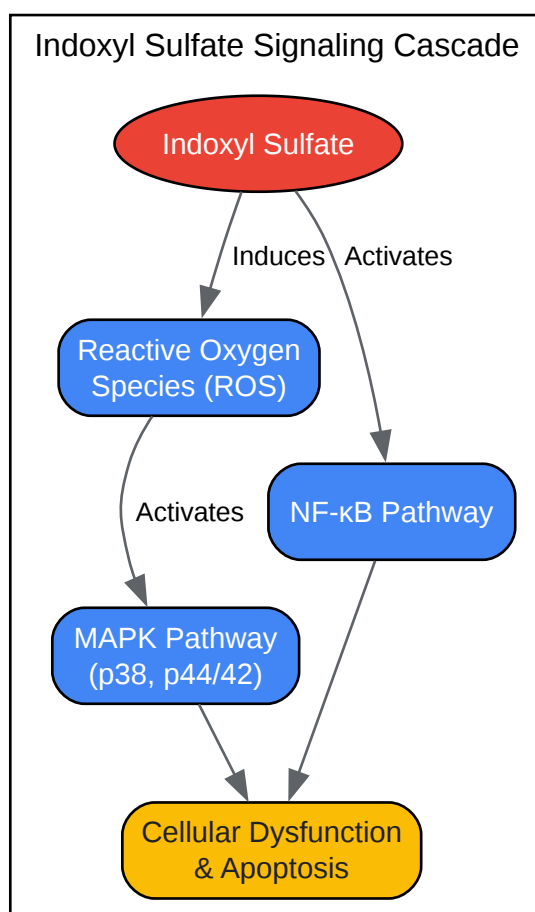 Indoxyl Sulfate Signaling Cascade
Indoxyl Sulfate
Induces
Activates
Reactive Oxygen
Species (ROS)
Activates
NF-κB Pathway
MAPK Pathway
(p38, p44/42)
Cellular Dysfunction
& Apoptosis